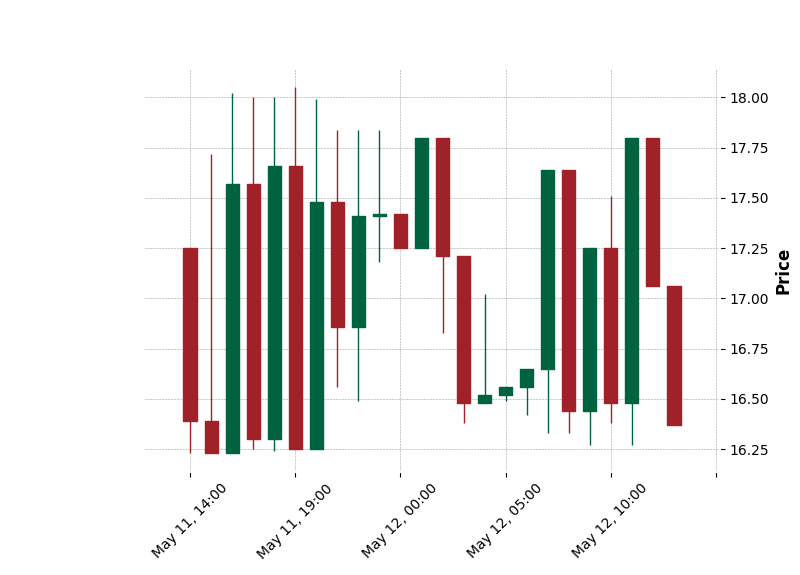 18.00
17.75
17.50
17.25
17.00
16.75
16.50
16.25
Price
May 11, 14:00
May 11, 19:00
May 12, 00:00
May 12, 05:00
May 12, 10:00